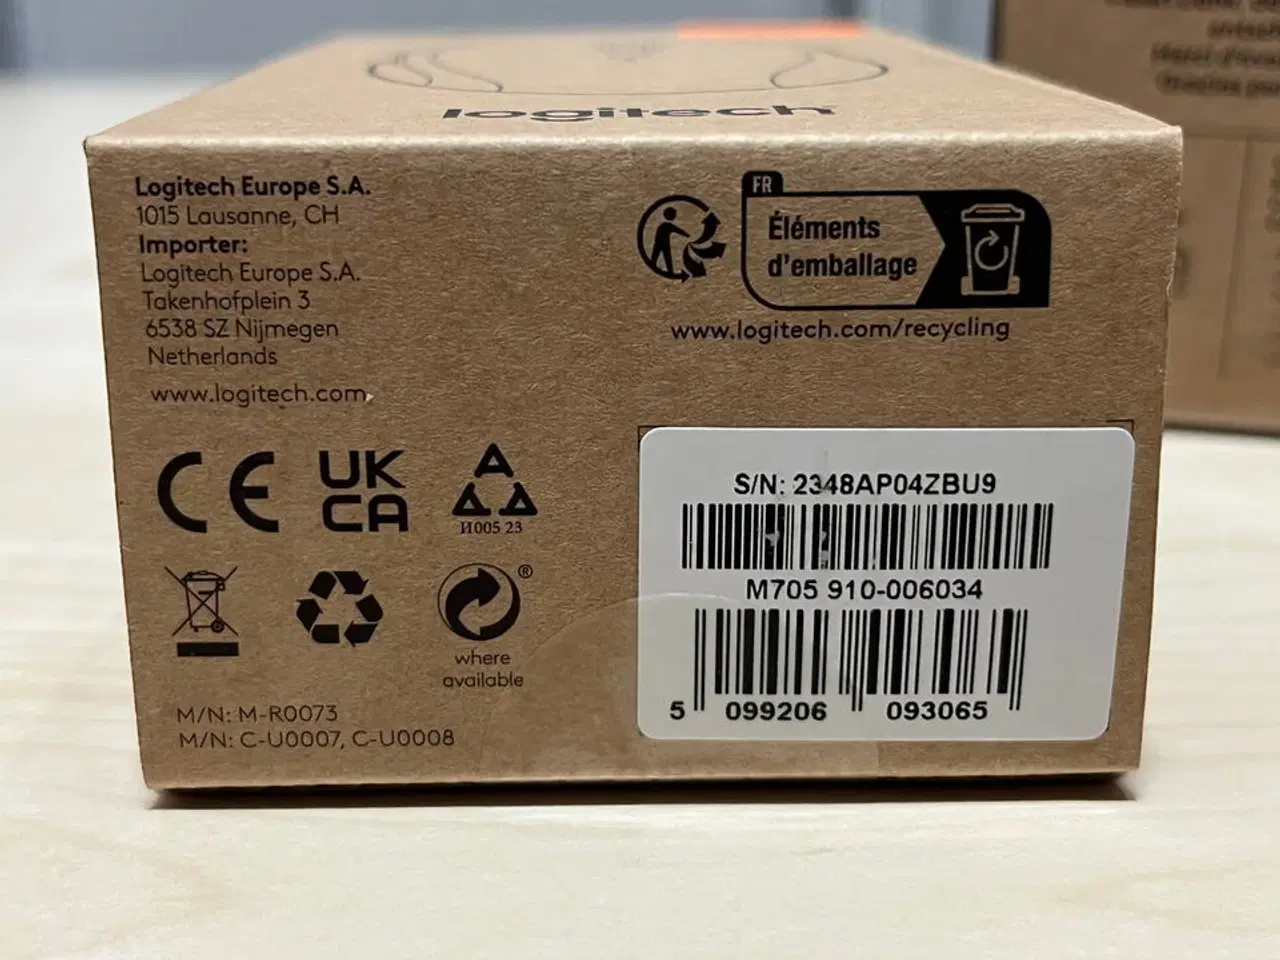 logitech
Logitech Europe S.A.
1015 Lausanne, CH
Importer:
Logitech Europe S.A.
Takenhofplein 3
6538 SZ Nijmegen
Netherlands
www.logitech.com
FR
Éléments
d'emballage
www.logitech.com/recycling
CE
UK
CA
A
И005 23
®
where
available
M/N: M-R0073
M/N: C-U0007, C-U0008
S/N: 2348AP04ZBU9
M705 910-006034
5 099206 093065